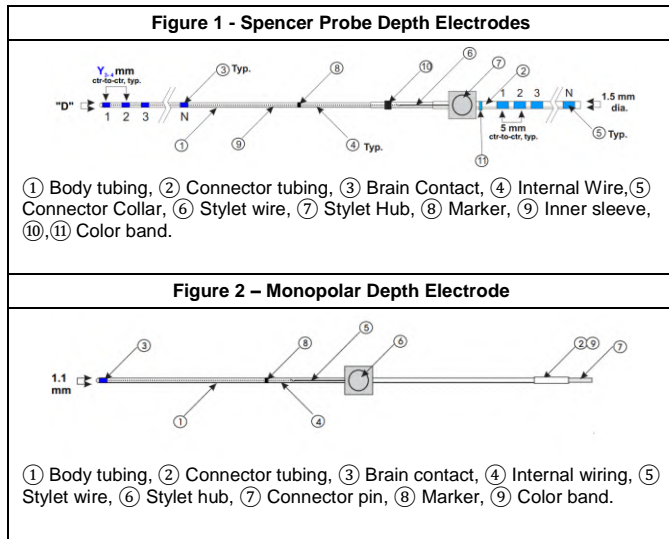 Figure 1 - Spencer Probe Depth Electrodes
Y3-4 mm
ctr-to-ctr, typ.
③ Typ.
⑧
⑩
⑥
⑦
②
"D"
1 2 3 N
1 2 3 N
1.5 mm
dia.
5 mm
ctr-to-ctr, typ.
①
⑨
④ Typ.
⑪
⑤ Typ.
① Body tubing, ② Connector tubing, ③ Brain Contact, ④ Internal Wire,⑤
Connector Collar, ⑥ Stylet wire, ⑦ Stylet Hub, ⑧ Marker, ⑨ Inner sleeve,
⑩,⑪ Color band.
Figure 2 – Monopolar Depth Electrode
③
⑧
⑤
⑥
②⑨
⑦
1.1
mm
①
④
① Body tubing, ② Connector tubing, ③ Brain contact, ④ Internal wiring, ⑤
Stylet wire, ⑥ Stylet hub, ⑦ Connector pin, ⑧ Marker, ⑨ Color band.